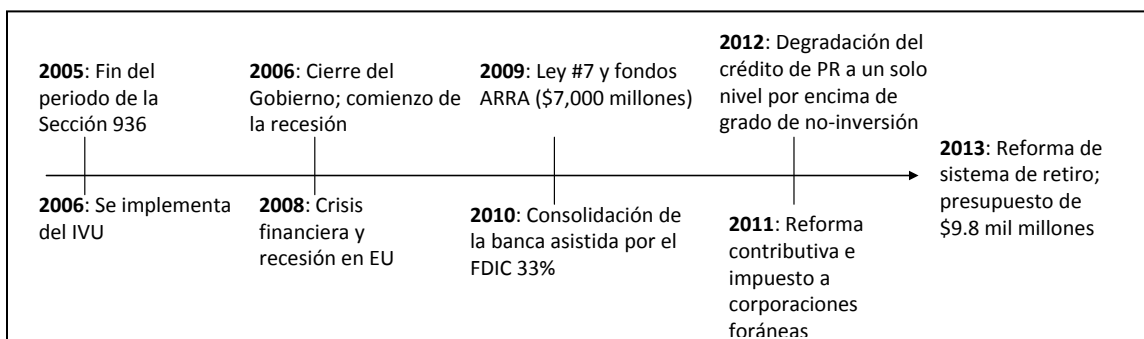 2005: Fin del
periodo de la
Sección 936
2006: Cierre del
Gobierno; comienzo de
la recesión
2009: Ley #7 y fondos
ARRA ($7,000 millones)
2012: Degradación del
crédito de PR a un solo
nivel por encima de
grado de no-inversión
2013: Reforma de
sistema de retiro;
presupuesto de
$9.8 mil millones
2006: Se implementa
del IVU
2008: Crisis
financiera y
recesión en EU
2010: Consolidación de
la banca asistida por el
FDIC 33%
2011: Reforma
contributiva e
impuesto a
corporaciones
foráneas